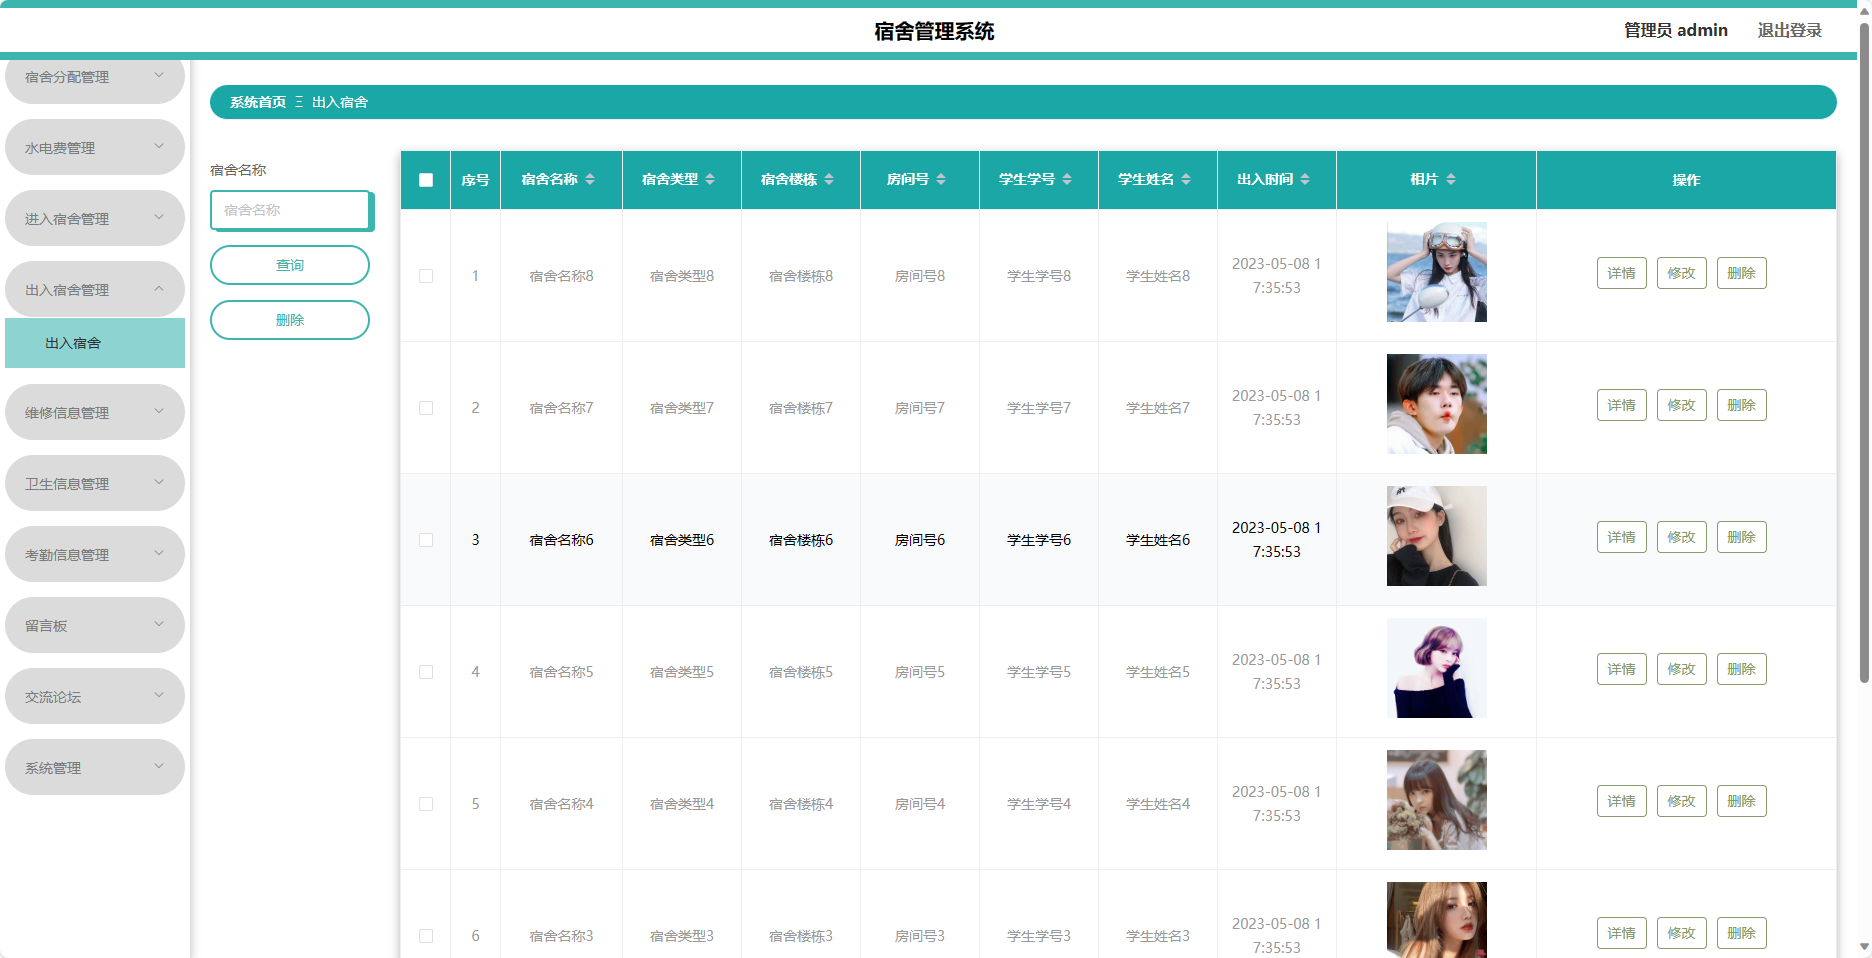 宿舍管理系统
管理员 admin
退出登录
宿舍分配管理
水电费管理
进入宿舍管理
出入宿舍管理
出入宿舍
维修信息管理
卫生信息管理
考勤信息管理
留言板
交流论坛
系统管理
系统首页 Ξ 出入宿舍
宿舍名称
宿舍名称
查询
删除
序号 宿舍名称 宿舍类型 宿舍楼栋 房间号 学生学号 学生姓名 出入时间 相片 操作
1 宿舍名称8 宿舍类型8 宿舍楼栋8 房间号8 学生学号8 学生姓名8 2023-05-08 1
7:35:53
详情 修改 删除
2 宿舍名称7 宿舍类型7 宿舍楼栋7 房间号7 学生学号7 学生姓名7 2023-05-08 1
7:35:53
详情 修改 删除
3 宿舍名称6 宿舍类型6 宿舍楼栋6 房间号6 学生学号6 学生姓名6 2023-05-08 1
7:35:53
详情 修改 删除
4 宿舍名称5 宿舍类型5 宿舍楼栋5 房间号5 学生学号5 学生姓名5 2023-05-08 1
7:35:53
详情 修改 删除
5 宿舍名称4 宿舍类型4 宿舍楼栋4 房间号4 学生学号4 学生姓名4 2023-05-08 1
7:35:53
详情 修改 删除
6 宿舍名称3 宿舍类型3 宿舍楼栋3 房间号3 学生学号3 学生姓名3 2023-05-08 1
7:35:53
详情 修改 删除